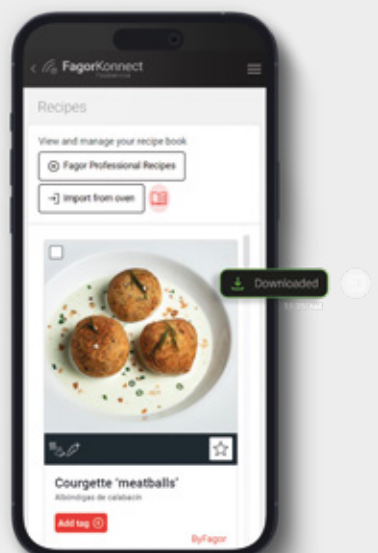 FagorKonnect
Recipes
View and manage your recipe book
Fagor Professional Recipes
Import from oven
Downloaded
Courgette 'meatballs'
Albóndigas de calabacín
Add tag
ByFagor